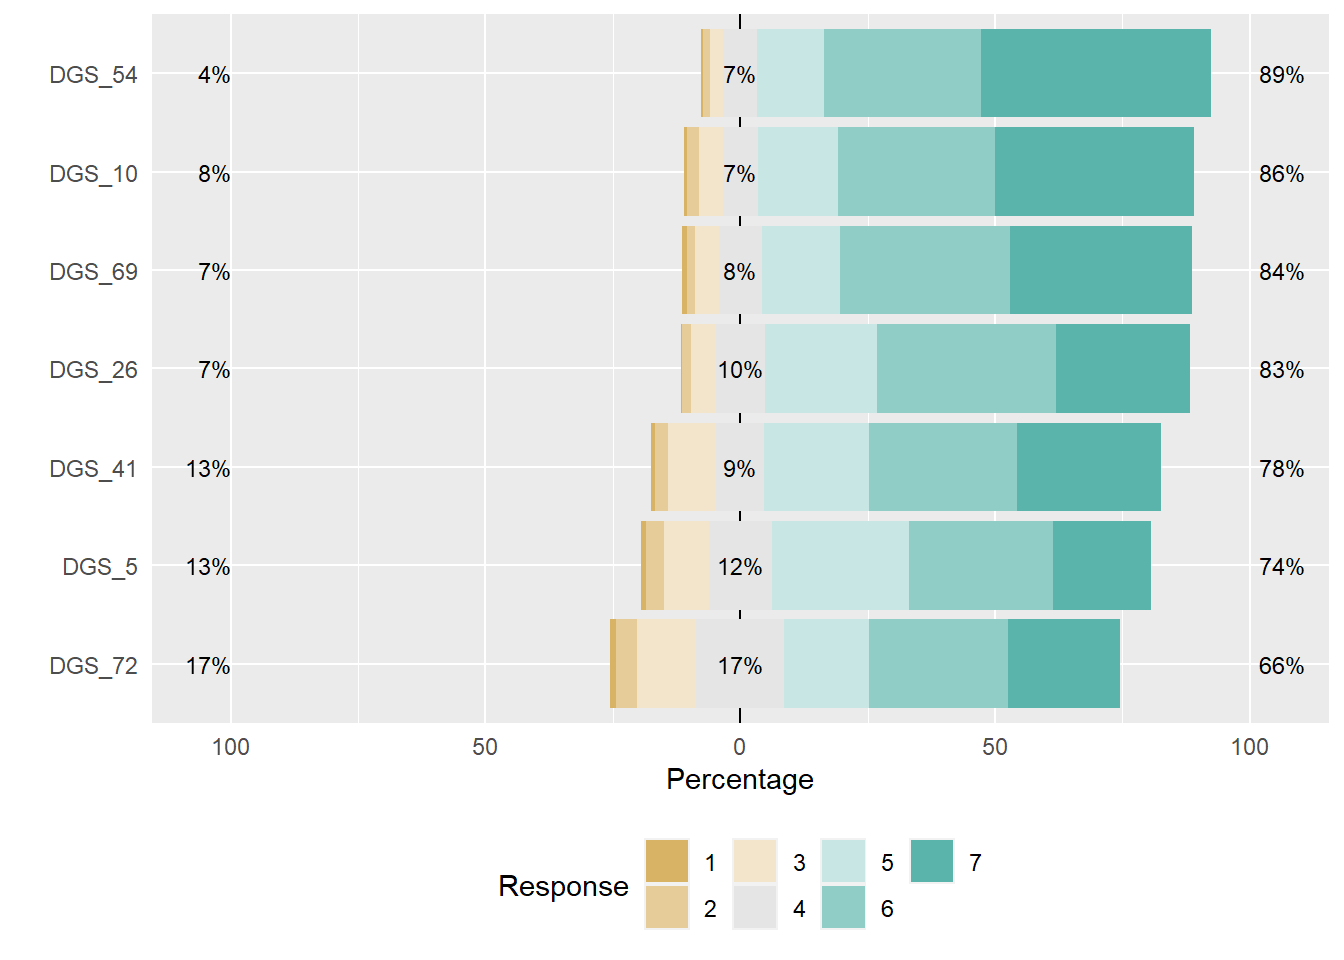 DGS_54 4% 7% 89%
DGS_10 8% 7% 86%
DGS_69 7% 8% 84%
DGS_26 7% 10% 83%
DGS_41 13% 9% 78%
DGS_5 13% 12% 74%
DGS_72 17% 17% 66%
100 50 0 50 100
Percentage
Response
1 3 5 7
2 4 6